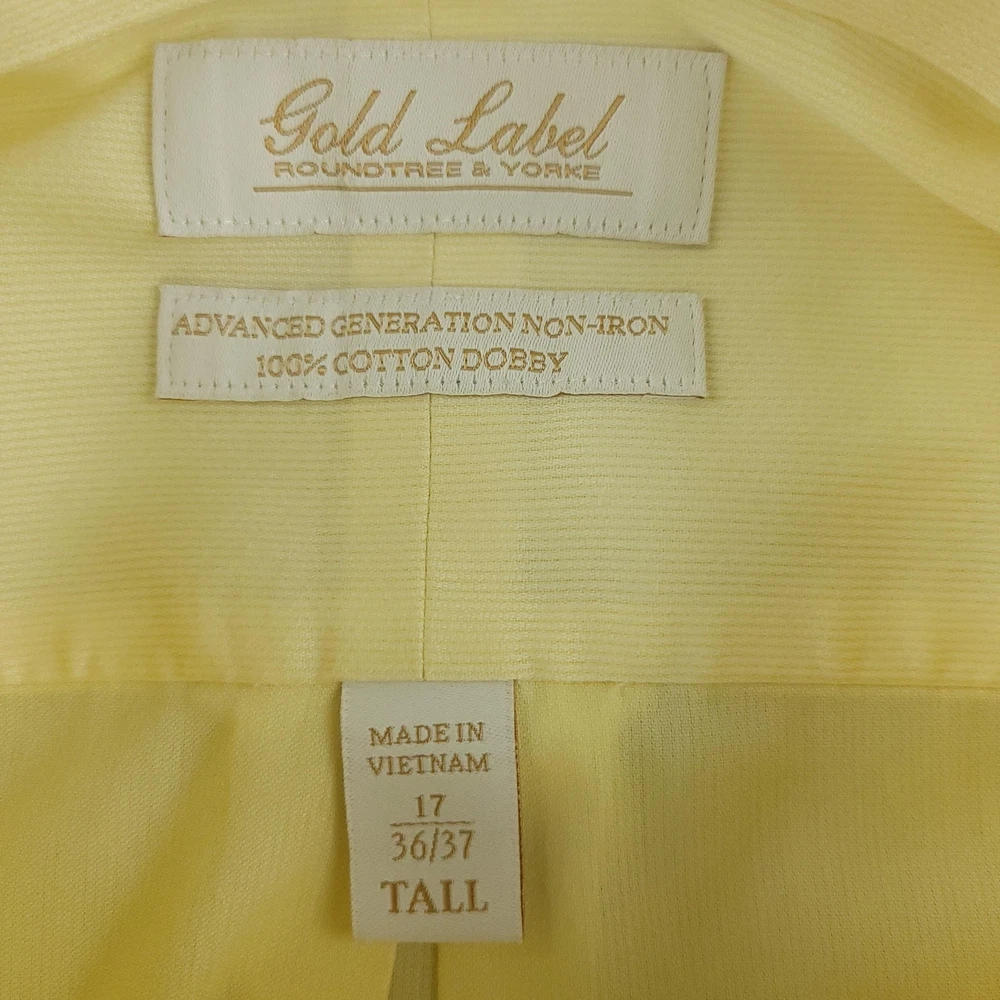 Gold Label
ROUNDTREE & YORKE
ADVANCED GENERATION NON-IRON
100% COTTON DOBBY
MADE IN
VIETNAM
17
36/37
TALL